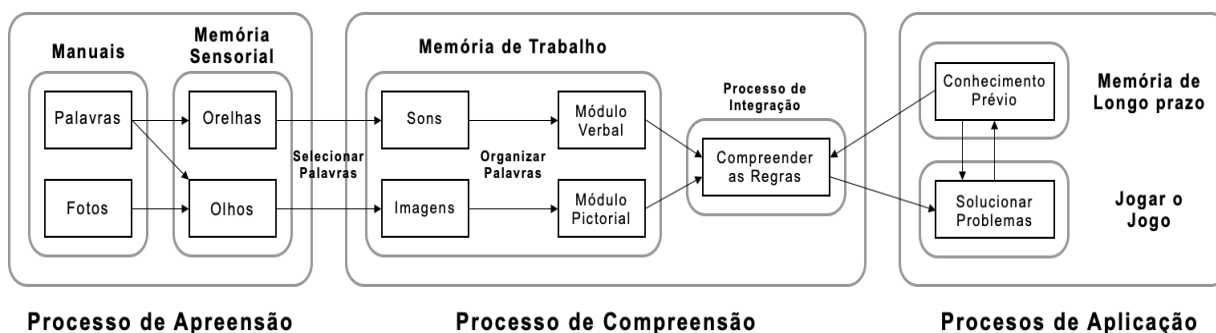 Manuais
Memória
Sensorial
Palavras
Orelhas
Fotos
Olhos
Selecionar
Palavras
Memória de Trabalho
Sons
Módulo
Verbal
Organizar
Palavras
Imagens
Módulo
Pictorial
Processo de
Integração
Compreender
as Regras
Conhecimento
Prévio
Memória de
Longo prazo
Solucionar
Problemas
Jogar o
Jogo
Processo de Apreensão
Processo de Compreensão
Procesos de Aplicação